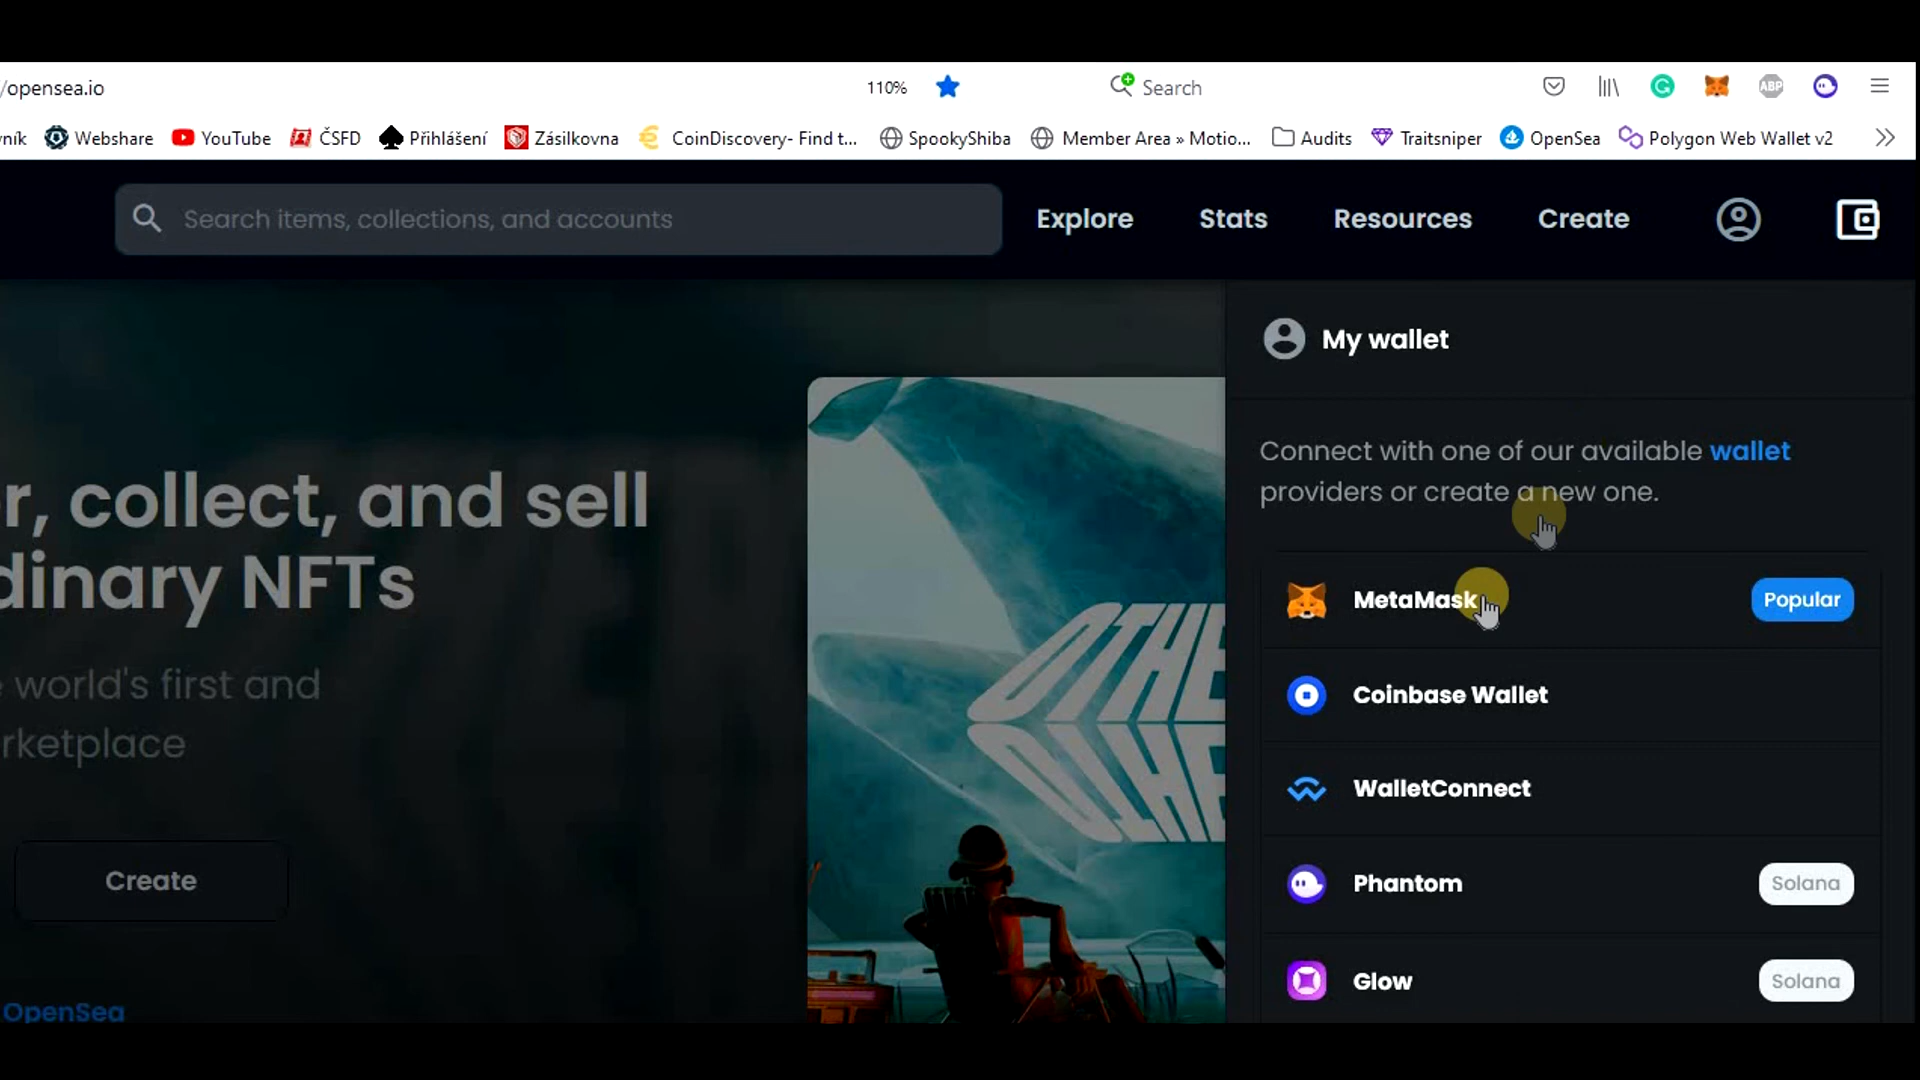 /opensea.io
110%
Search
ABP
vník
Webshare
YouTube
ČSFD
Přihlášení
Zásilkovna
CoinDiscovery- Find t...
SpookyShiba
Member Area » Motio...
Audits
Traitsniper
OpenSea
Polygon Web Wallet v2
Search items, collections, and accounts
Explore
Stats
Resources
Create
My wallet
Connect with one of our available wallet
providers or create a new one.
r, collect, and sell
dinary NFTs
world's first and
rketplace
Create
OpenSea
OTHE
MetaMask
Popular
Coinbase Wallet
WalletConnect
Phantom
Solana
Glow
Solana